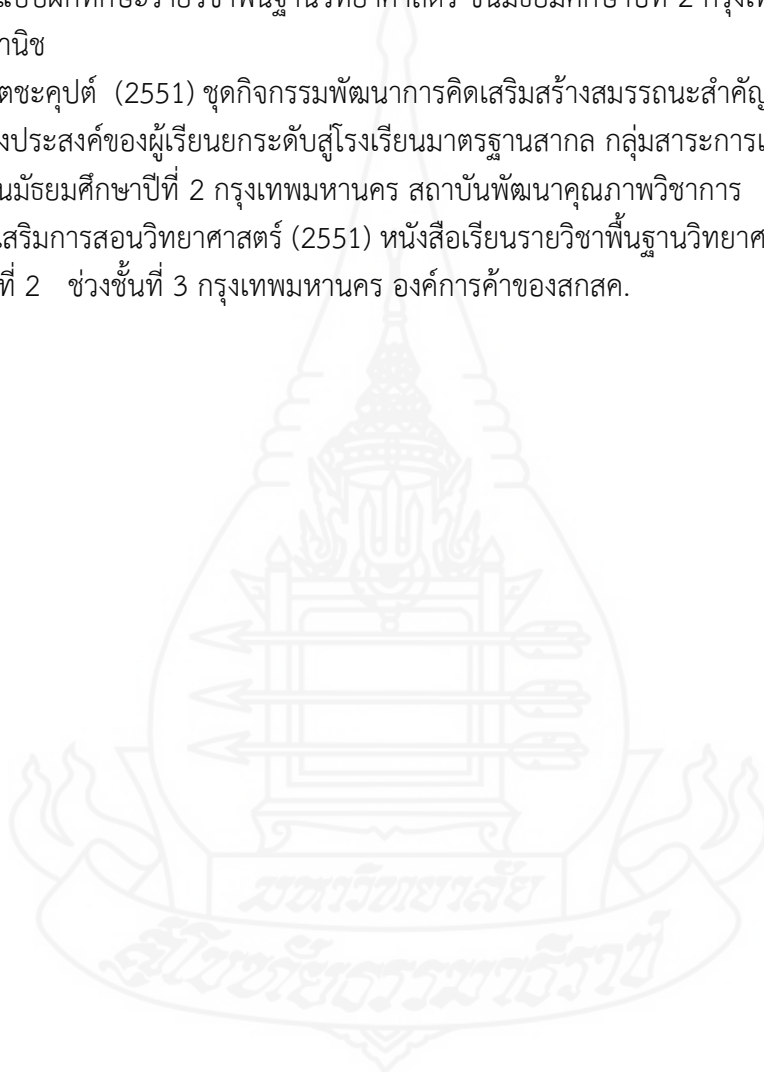 แบบฝึกทักษะรายวิชาพื้นฐานวิทยาศาสตร์ ชั้นมัธยมศึกษาปีที่ 2
านิช
ตชะคุปต์ (2551) ชุดกิจกรรมพัฒนาการคิดเสริมสร้างสมรรถนะสำคัญ
งประสงค์ของผู้เรียนยกระดับสู่โรงเรียนมาตรฐานสากล กลุ่มสาระการเ
นมัธยมศึกษาปีที่ 2 กรุงเทพมหานคร สถาบันพัฒนาคุณภาพวิชาการ
เสริมการสอนวิทยาศาสตร์ (2551) หนังสือเรียนรายวิชาพื้นฐานวิทยาศ
ที่ 2 ช่วงชั้นที่ 3 กรุงเทพมหานคร องค์การค้าของสกสค.
มหาวิทยาลัย
สุโขทัยธรรมาธิราช